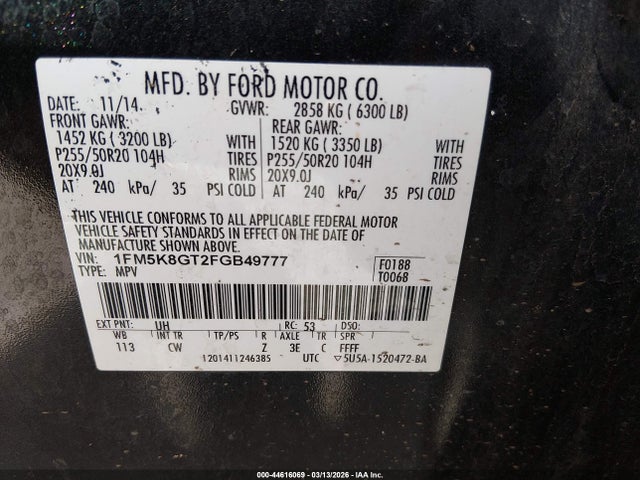 MFD. BY FORD MOTOR CO.
DATE: 11/14 GVWR: 2858 KG ( 6300 LB)
FRONT GAWR: REAR GAWR:
1452 KG ( 3200 LB) WITH 1520 KG ( 3350 LB) WITH
P255/50R20 104H TIRES P255/50R20 104H TIRES
20X9.0J RIMS 20X9.0J RIMS
AT 240 kPa/ 35 PSI COLD AT 240 kPa/ 35 PSI COLD
THIS VEHICLE CONFORMS TO ALL APPLICABLE FEDERAL MOTOR
VEHICLE SAFETY STANDARDS IN EFFECT ON THE DATE OF
MANUFACTURE SHOWN ABOVE.
VIN: 1FM5K8GT2FGB49777 F0188
TYPE: MPV T0068
EXT PNT: UH RC: 53 DSO:
WB INT TR TP/PS R AXLE TR SPR
113 CW Z 3E C FFFF
1201411246385 UTC ▽5U5A-1520472-BA
000-44616069 | 03/13/2026 - IAAI Inc.